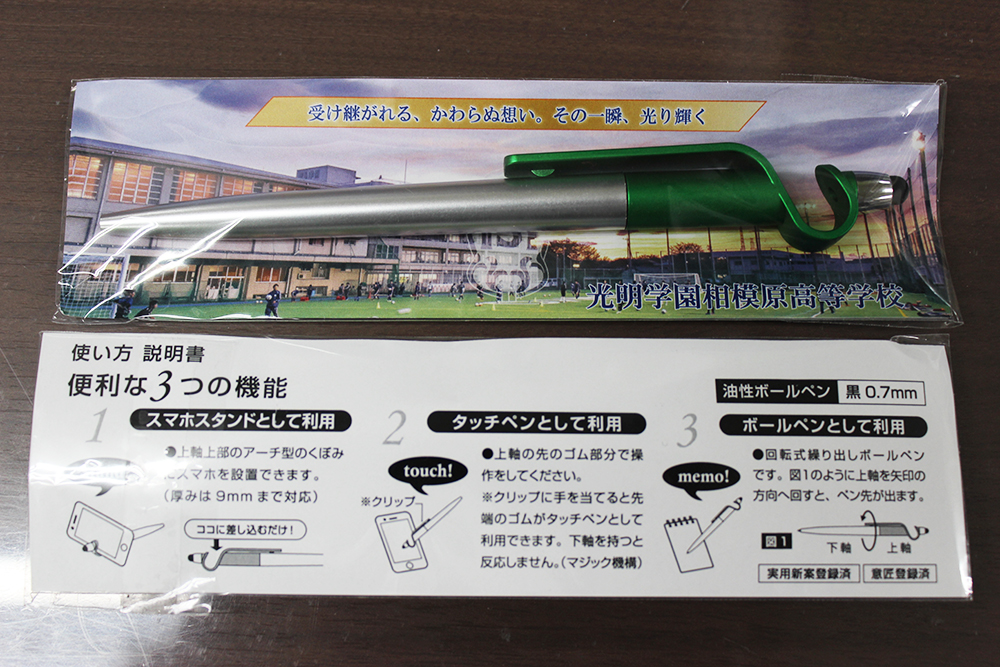 受け継がれる、かわらぬ想い。その一瞬、光り輝く
光明学園相模原高等学校
使い方 説明書
便利な3つの機能
油性ボールペン 黒 0.7mm
1 スマホスタンドとして利用
●上軸上部のアーチ型のくぼみ
にスマホを設置できます。
(厚みは9mmまで対応)
ココに差し込むだけ!
2 タッチペンとして利用
touch!
※クリップ
●上軸の先のゴム部分で操
作をしてください。
※クリップに手を当てると先
端のゴムがタッチペンとして
利用できます。下軸を持つと
反応しません。(マジック機構)
3 ボールペンとして利用
memo!
●回転式繰り出しボールペン
です。図1のように上軸を矢印の
方向へ回すと、ペン先が出ます。
図1
下軸 上軸
実用新案登録済 意匠登録済